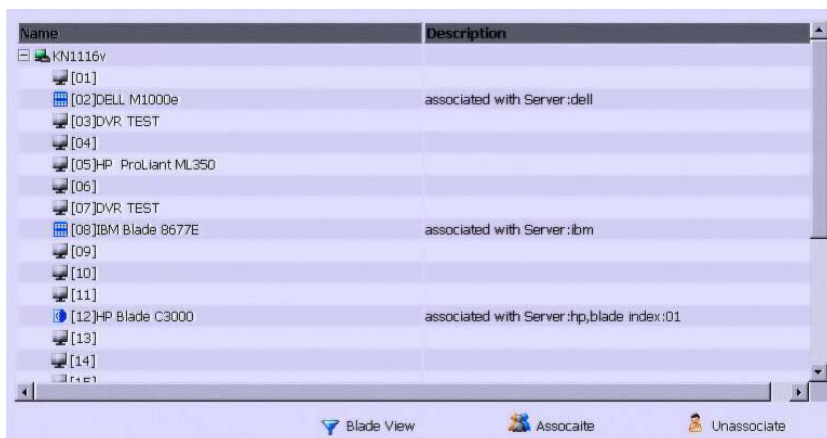 Name Description
KN1116v
[01]
[02]DELL M1000e associated with Server:dell
[03]DVR TEST
[04]
[05]HP ProLiant ML350
[06]
[07]DVR TEST
[08]IBM Blade 8677E associated with Server:ibm
[09]
[10]
[11]
[12]HP Blade C3000 associated with Server:hp,blade index:01
[13]
[14]
[15]
Blade View Assocaite Unassociate